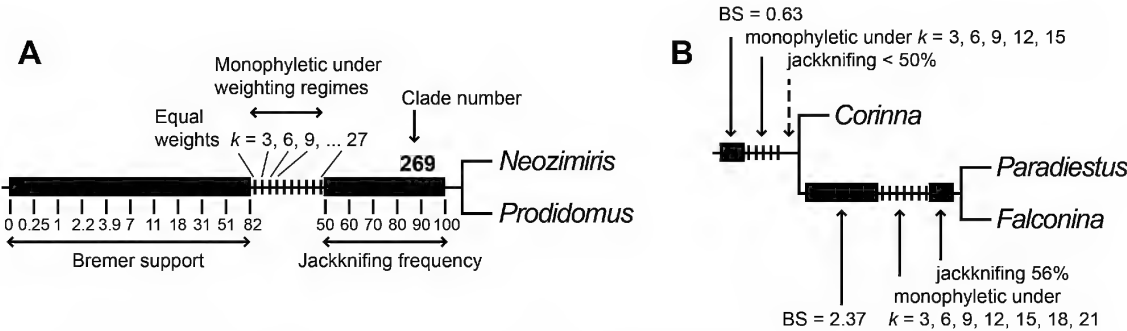 A
Monophyletic under
weighting regimes
Clade number
Equal
weights k = 3, 6, 9, ... 27
269
Neozimiris
Prodidomus
0 0.25 1 2.2 3.9 7 11 18 31 51 82
50 60 70 80 90 100
Bremer support
Jackknifing frequency
B
BS = 0.63
monophyletic under k = 3, 6, 9, 12, 15
jackknifing < 50%
Corinna
Paradiestus
Falconina
jackknifing 56%
monophyletic under
BS = 2.37
k = 3, 6, 9, 12, 15, 18, 21